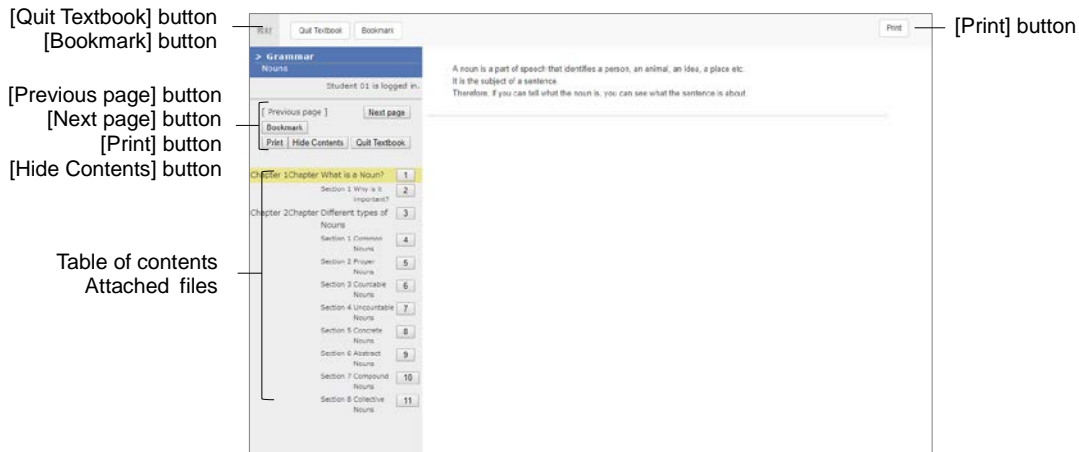 [Quit Textbook] button
[Bookmark] button
[Print] button
[Previous page] button
[Next page] button
[Print] button
[Hide Contents] button
Table of contents
Attached files
Quit Textbook Bookmark Print
> Grammar
Nouns
Student 01 is logged in.
[ Previous page ] Next page
Bookmark
Print Hide Contents Quit Textbook
Chapter 1Chapter What is a Noun? 1
Section 1 Why is it 2
important?
Chapter 2Chapter Different types of 3
Nouns
Section 1 Common 4
Nouns
Section 2 Proper 5
Nouns
Section 3 Countable 6
Nouns
Section 4 Uncountable 7
Nouns
Section 5 Concrete 8
Nouns
Section 6 Abstract 9
Nouns
Section 7 Compound 10
Nouns
Section 8 Collective 11
Nouns
A noun is a part of speech that identifies a person, an animal, an idea, a place etc.
It is the subject of a sentence.
Therefore, if you can tell what the noun is, you can see what the sentence is about.